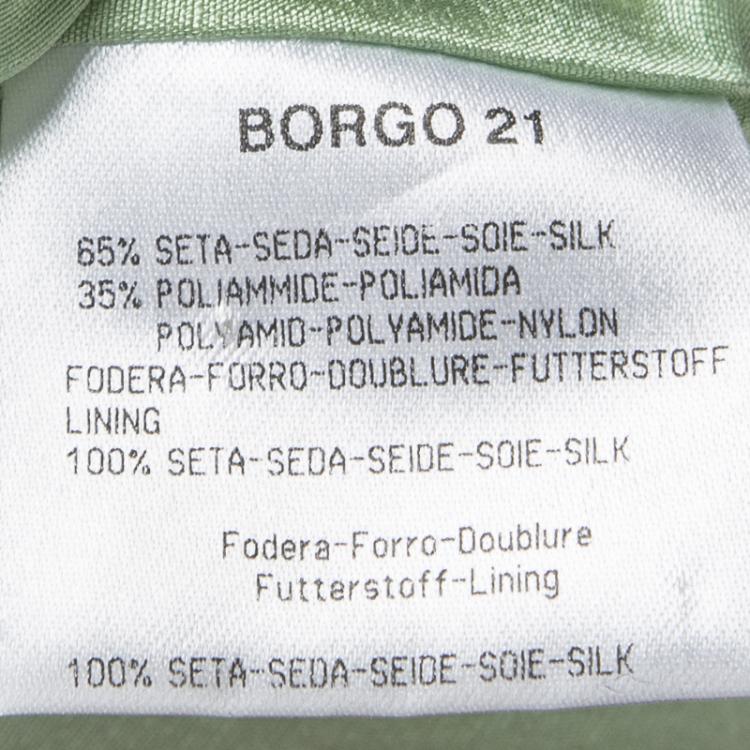 BORGO 21
65% SETA-SEDA-SEIDE-SOIE-SILK
35% POLIAMMIDE-POLIAMIDA
POLYAMID-POLYAMIDE-NYLON
FODERA-FORRO-DOUBLURE-FUTTERSTOFF
LINING
100% SETA-SEDA-SEIDE-SOIE-SILK
Fodera-Forro-Doublure
Futterstoff-Lining
100% SETA-SEDA-SEIDE-SOIE-SILK